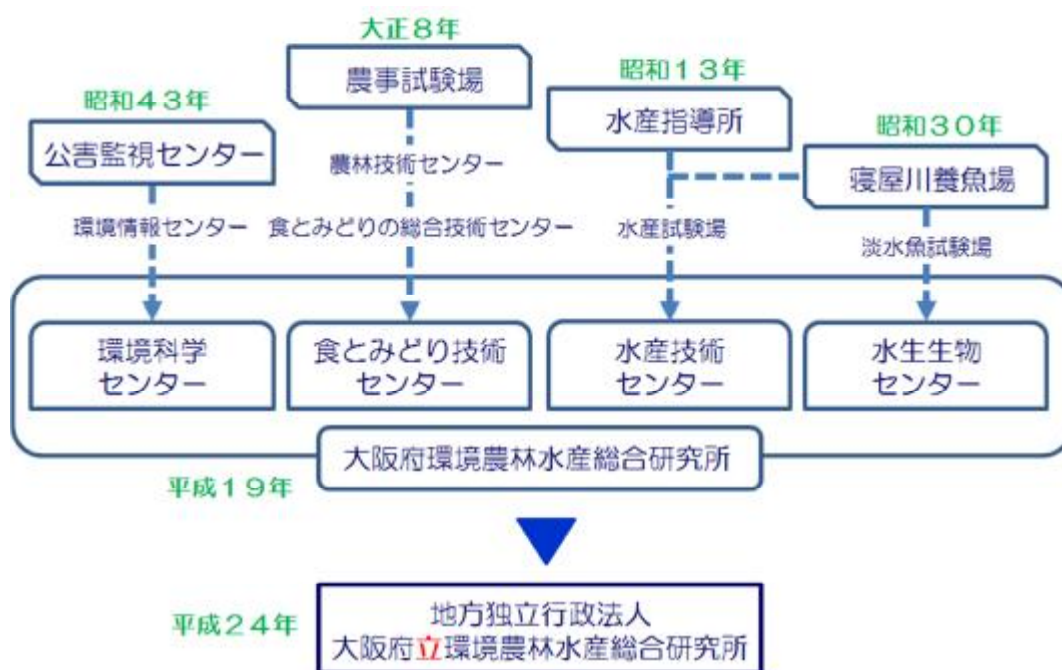 大正8年
農事試験場
昭和13年
水産指導所
昭和43年
公害監視センター
昭和30年
寝屋川養魚場
農林技術センター
環境情報センター
食とみどりの総合技術センター
水産試験場
淡水魚試験場
環境科学
センター
食とみどり技術
センター
水産技術
センター
水生生物
センター
大阪府環境農林水産総合研究所
平成19年
平成24年
地方独立行政法人
大阪府立環境農林水産総合研究所